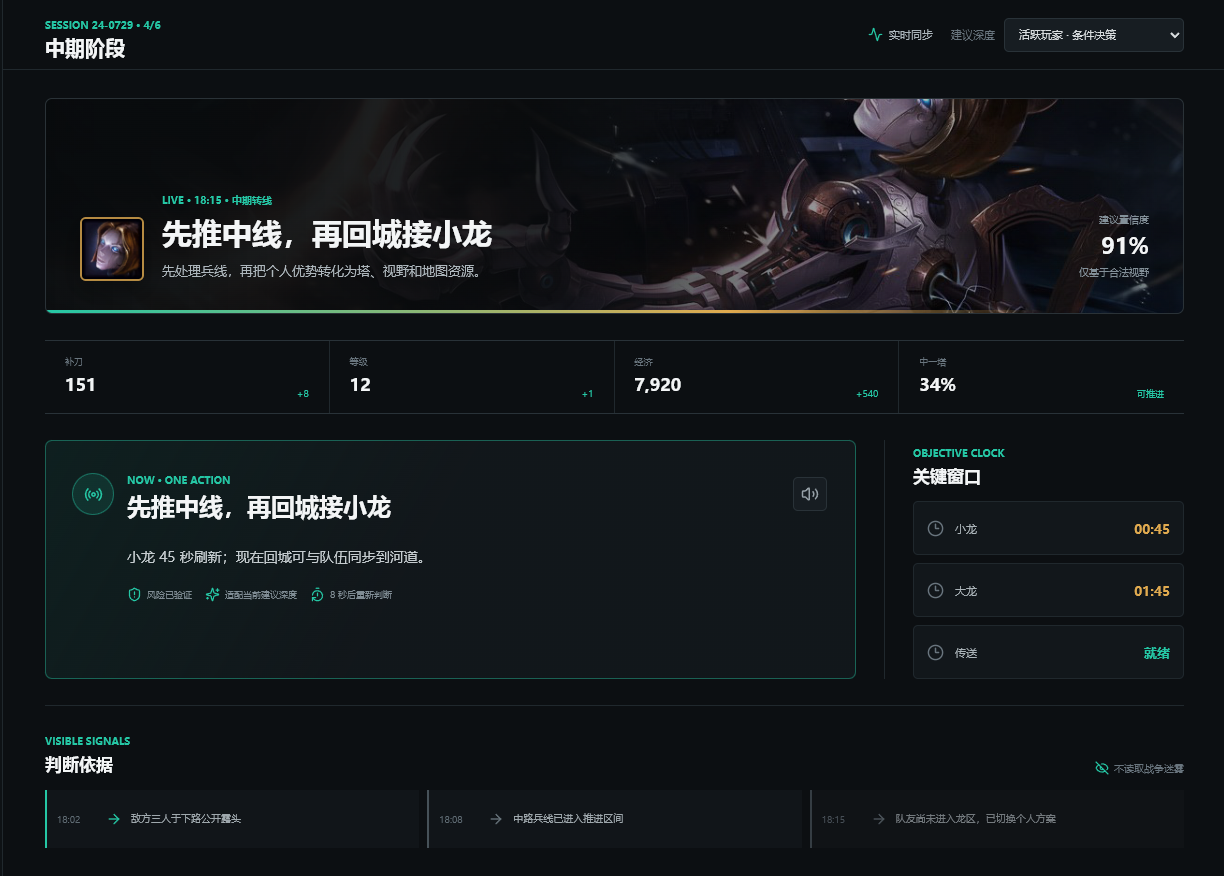 SESSION 24-0729 • 4/6
中期阶段
实时同步
建议深度
活跃玩家 - 条件决策
LIVE • 18:15 • 中期转线
先推中线，再回城接小龙
先处理兵线，再把个人优势转化为塔、视野和地图资源。
建议置信度
91%
仅基于合法视野
补刀
151
+8
等级
12
+1
经济
7,920
+540
中一塔
34%
可推进
NOW • ONE ACTION
先推中线，再回城接小龙
小龙 45 秒刷新；现在回城可与队伍同步到河道。
风险已验证
适配当前建议深度
8 秒后重新判断
OBJECTIVE CLOCK
关键窗口
小龙
00:45
大龙
01:45
传送
就绪
VISIBLE SIGNALS
判断依据
不读取战争迷雾
18:02
敌方三人于下路公开露头
18:08
中路兵线已进入推进区间
18:15
队友尚未进入龙区，已切换个人方案